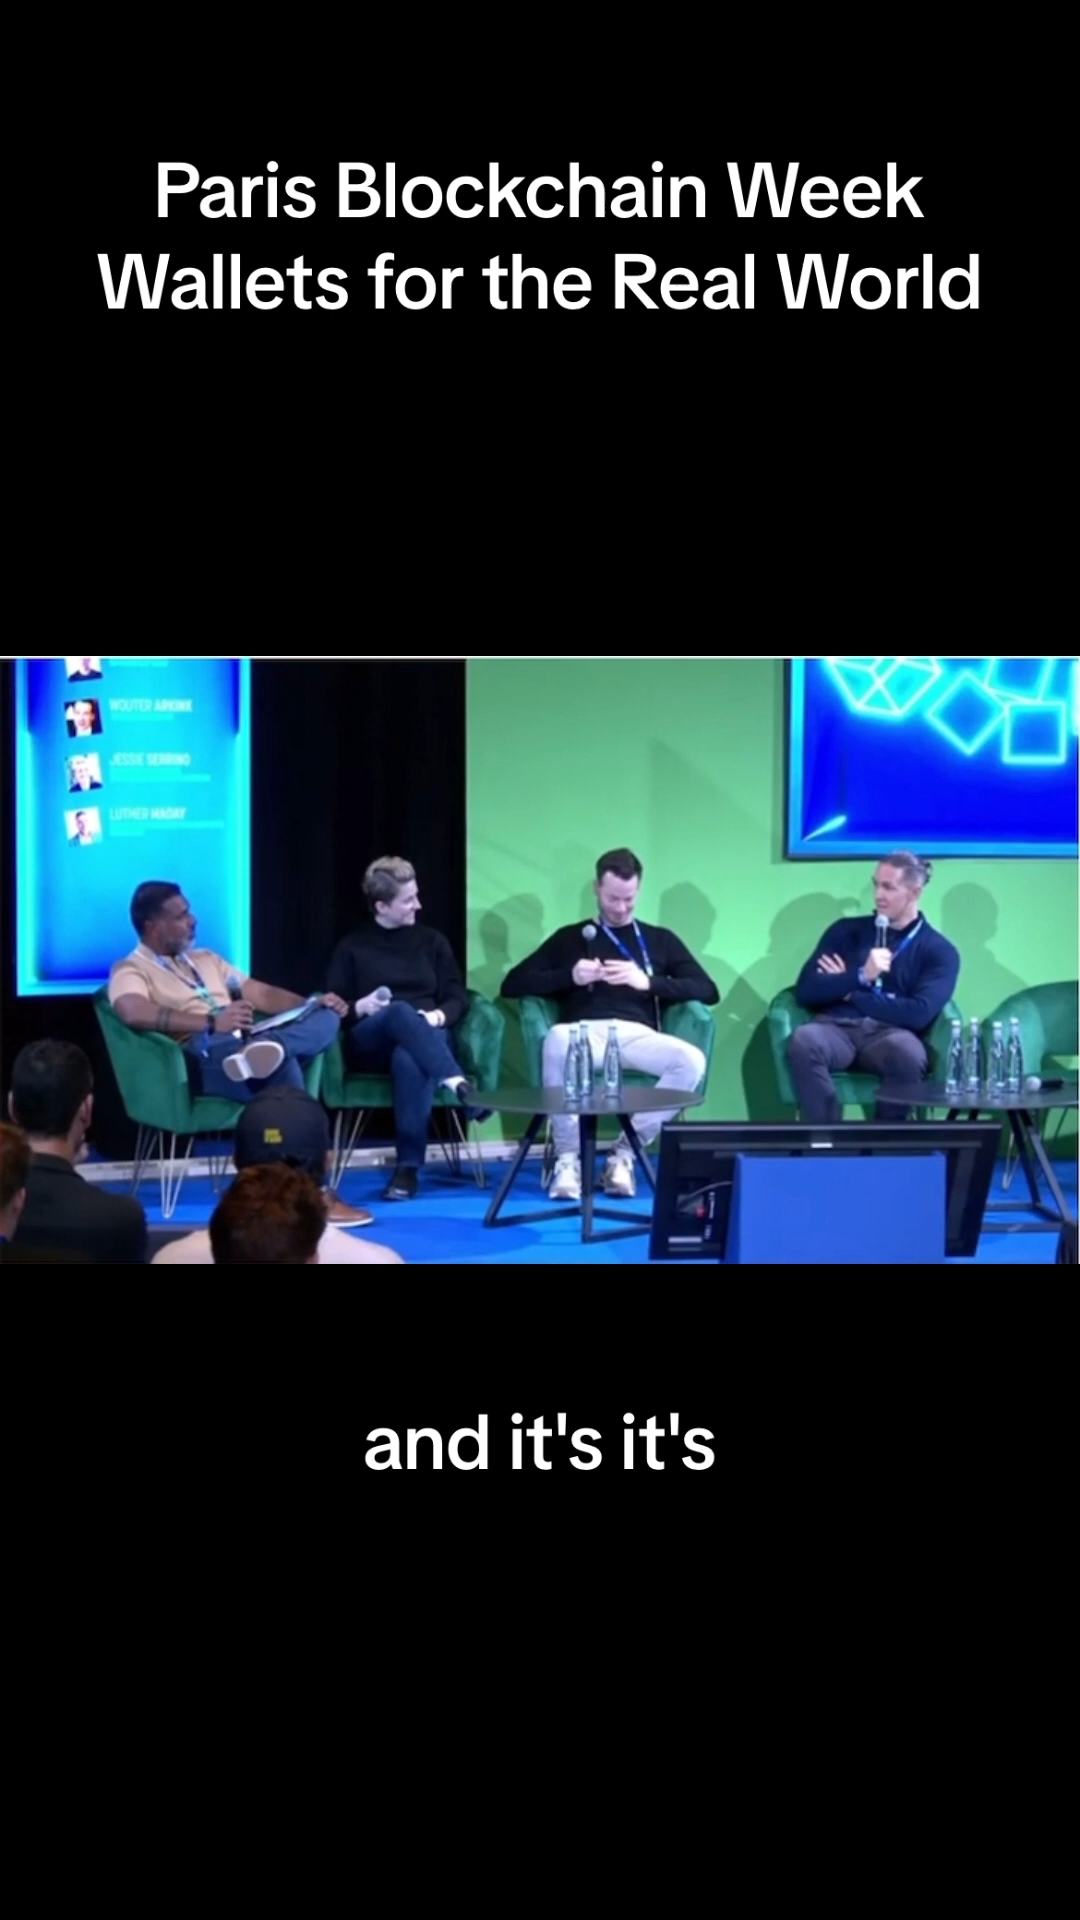 Paris Blockchain Week
Wallets for the Real World
WOUTER ARKINK
JESSIE SERRINO
LUTHER MADAY
and it's it's